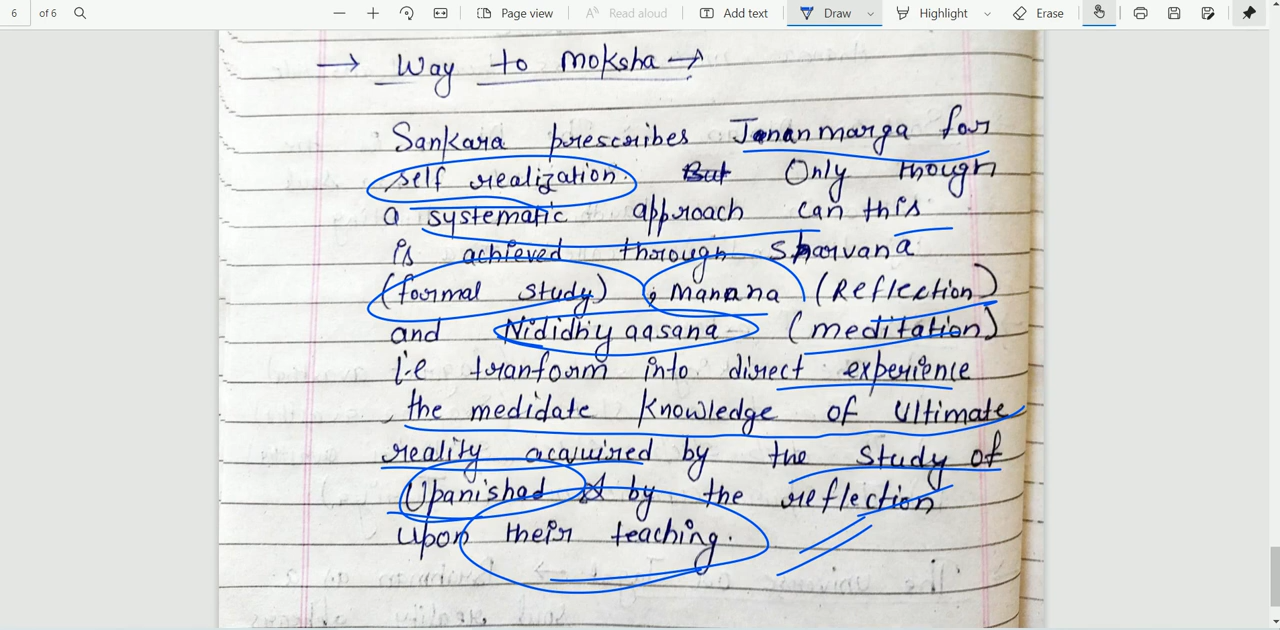 6 of 6 Page view Read aloud Add text Draw Highlight Erase
→ Way to moksha →
Sankara prescribes Jnanmarga for
self realization. But Only though
a systematic approach can this
is achieved through Sharvana
(formal study) , Manana (Reflection)
and Nididhyaasana (meditation)
i.e tranform into direct experience
the medidate knowledge of Ultimate
reality acquired by the study of
Upanishad & by the reflection
upon their teaching.